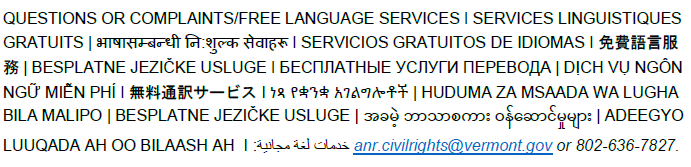 QUESTIONS OR COMPLAINTS/FREE LANGUAGE SERVICES | SERVICES LINGUISTIQUES
GRATUITS | भाषासम्बन्धी नि:शुल्क सेवाहरू | SERVICIOS GRATUITOS DE IDIOMAS | 免費語言服
務 | BESPLATNE JEZIČKE USLUGE | БЕСПЛАТНЫЕ УСЛУГИ ПЕРЕВОДА | DỊCH VỤ NGÔN
NGỮ MIỄN PHÍ | 無料通訳サービス | ነጻ የቋንቋ አገልግሎቶች | HUDUMA ZA MSAADA WA LUGHA
BILA MALIPO | BESPLATNE JEZIČKE USLUGE | အခမဲ့ ဘာသာစကား ဝန်ဆောင်မှုများ | ADEEGYO
LUUQADA AH OO BILAASH AH | خدمات لغة مجانية: anr.civilrights@vermont.gov or 802-636-7827.